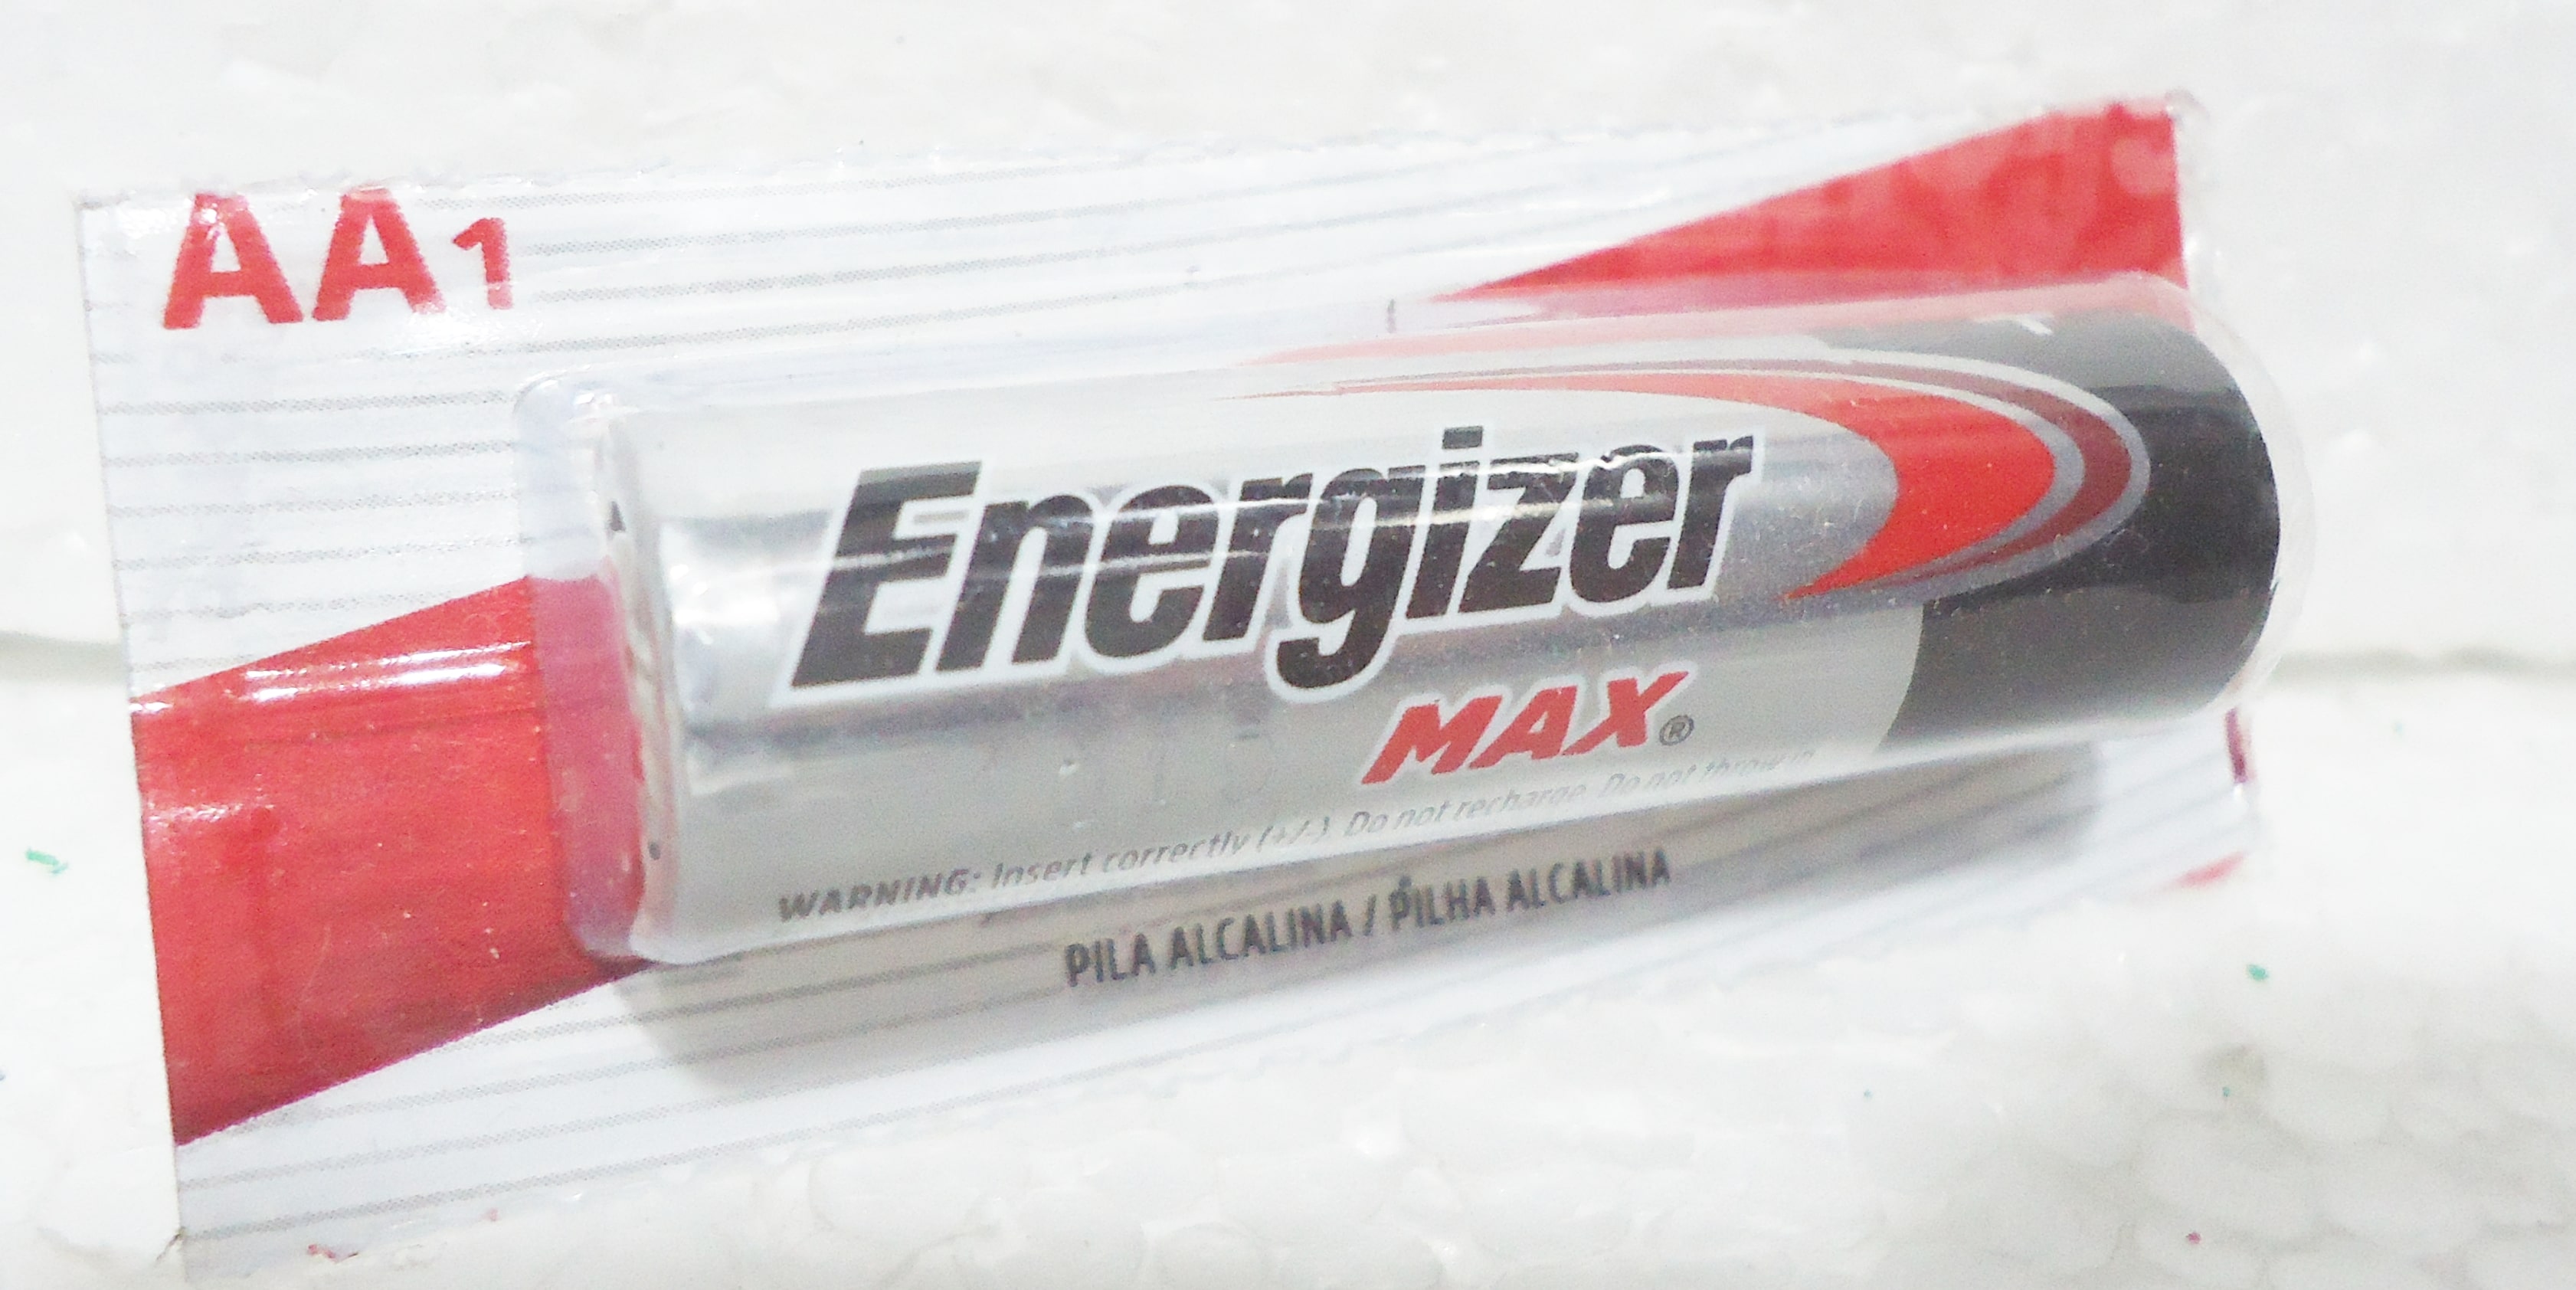 AA1
Energizer
MAX®
WARNING: Insert correctly (+/-). Do not recharge. Do not throw in
PILA ALCALINA / PILHA ALCALINA